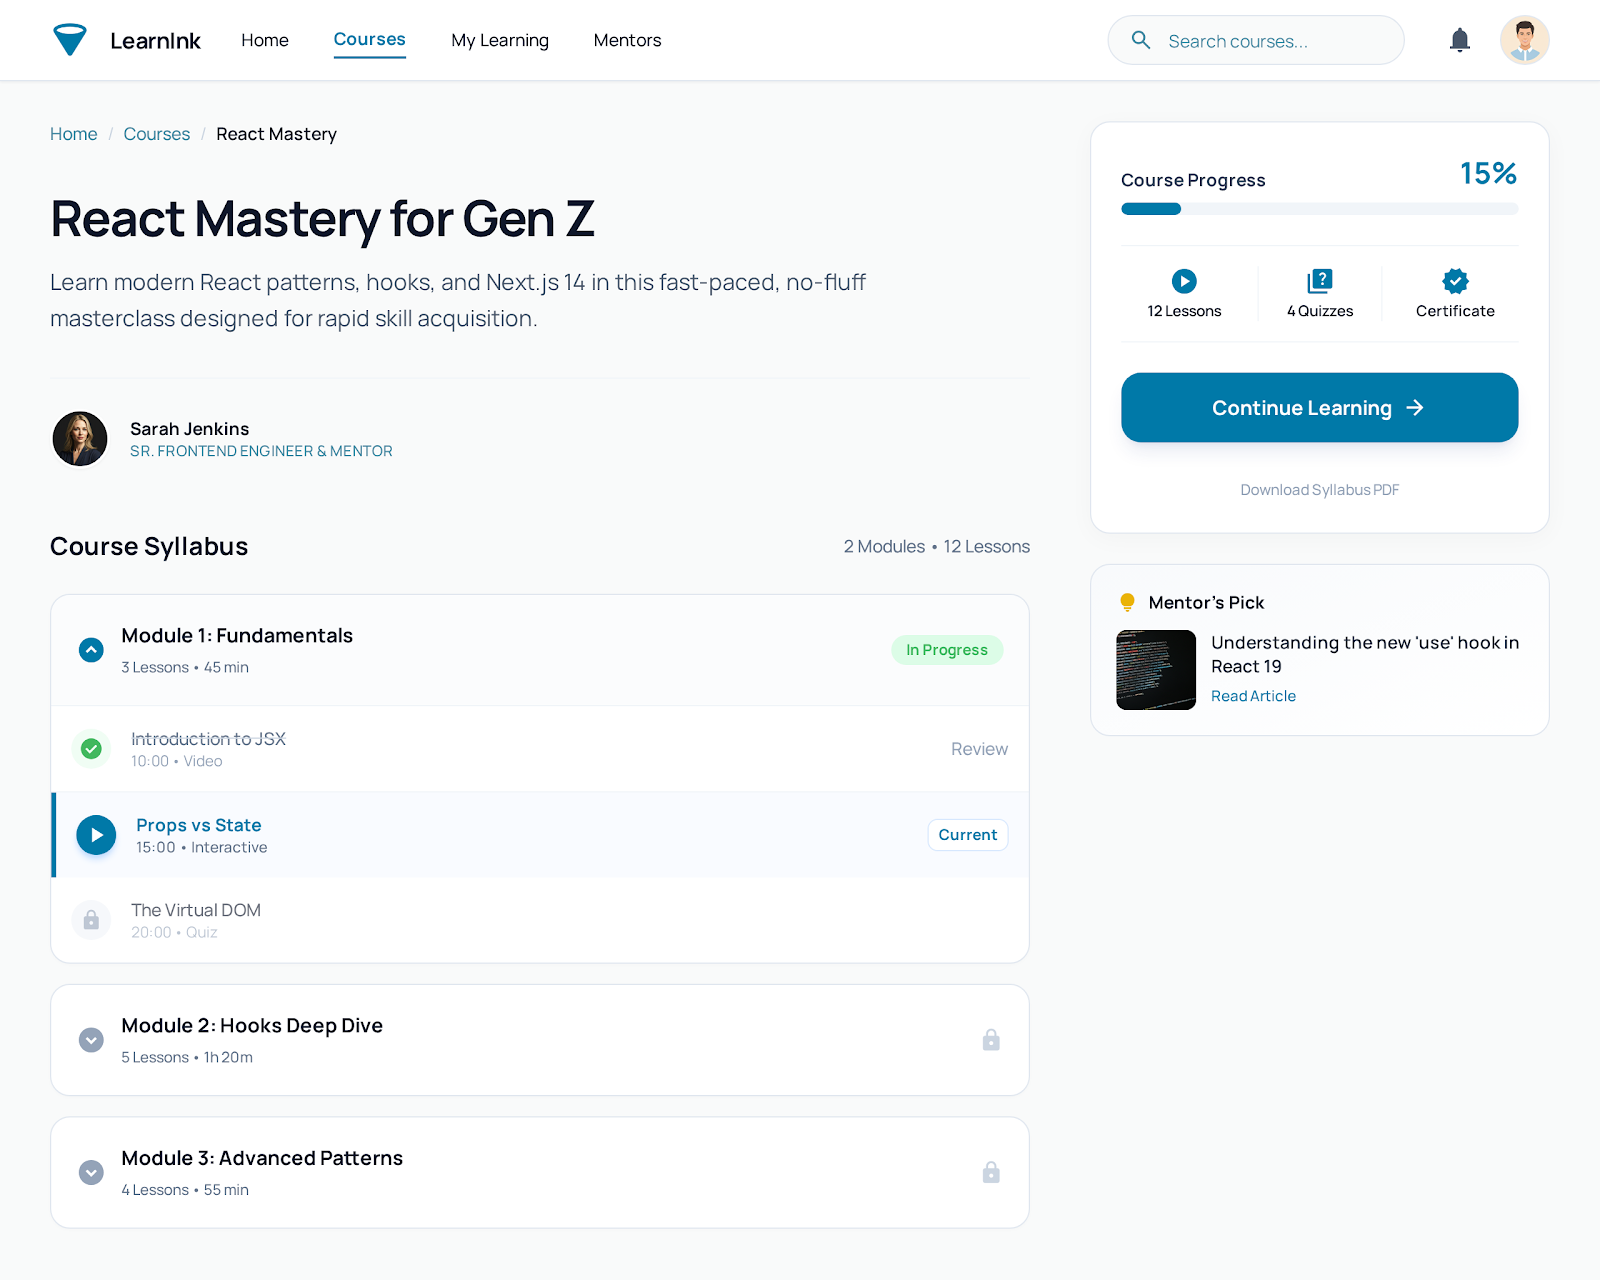 LearnInk
Home
Courses
My Learning
Mentors
Search courses...
Home / Courses / React Mastery
React Mastery for Gen Z
Learn modern React patterns, hooks, and Next.js 14 in this fast-paced, no-fluff
masterclass designed for rapid skill acquisition.
Sarah Jenkins
SR. FRONTEND ENGINEER & MENTOR
Course Syllabus
2 Modules • 12 Lessons
Module 1: Fundamentals
3 Lessons • 45 min
In Progress
Introduction to JSX
10:00 • Video
Review
Props vs State
15:00 • Interactive
Current
The Virtual DOM
20:00 • Quiz
Module 2: Hooks Deep Dive
5 Lessons • 1h 20m
Module 3: Advanced Patterns
4 Lessons • 55 min
Course Progress
15%
12 Lessons
4 Quizzes
Certificate
Continue Learning
Download Syllabus PDF
Mentor's Pick
Understanding the new 'use' hook in
React 19
Read Article